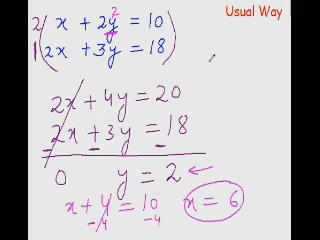 Usual Way
2 ( x + 2y = 10 )
2
1 ( 2x + 3y = 18 )
2x + 4y = 20
2x + 3y = 18
- - -
0 y = 2 ←
x + 4 = 10 x = 6
-4 -4